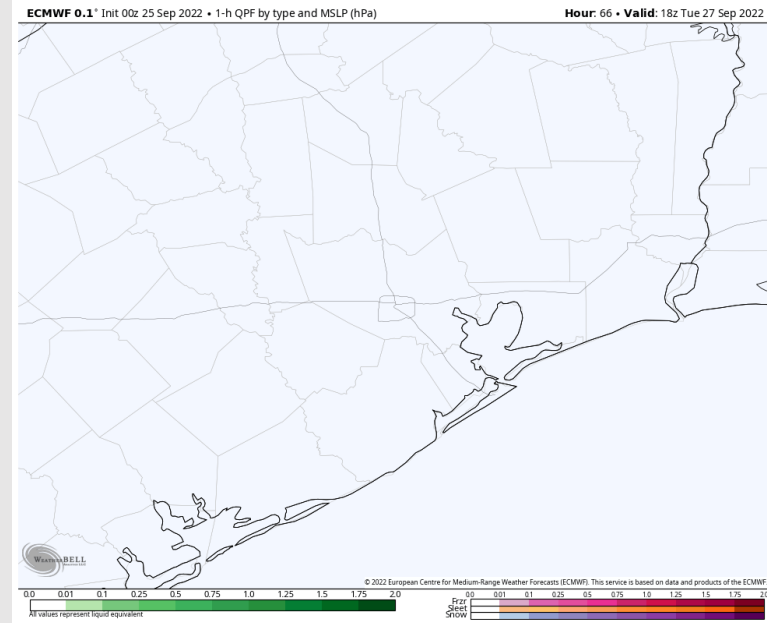 ECMWF 0.1° Init 00z 25 Sep 2022 • 1-h QPF by type and MSLP (hPa)
Hour: 66 • Valid: 18z Tue 27 Sep 2022
WEATHERBELL
© 2022 European Centre for Medium-Range Weather Forecasts (ECMWF). This service is based on data and products of the ECMWF.
0.0 0.01 0.1 0.25 0.5 0.75 1.0 1.25 1.5 1.75 2.0
All values represent liquid equivalent
0.0 0.01 0.1 0.25 0.5 0.75 1.0 1.25 1.5 1.75 2.0
Frzr
Sleet
Snow